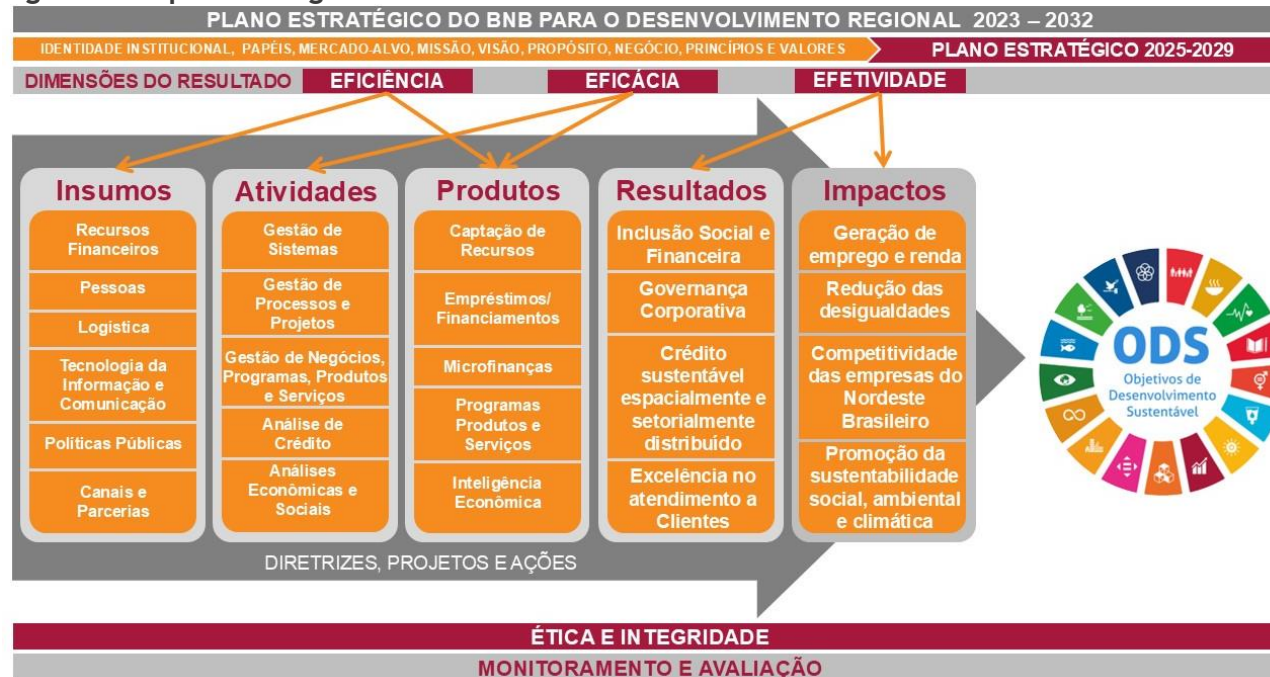 PLANO ESTRATÉGICO DO BNB PARA O DESENVOLVIMENTO REGIONAL 2023 – 2032
IDENTIDADE INSTITUCIONAL, PAPÉIS, MERCADO-ALVO, MISSÃO, VISÃO, PROPÓSITO, NEGÓCIO, PRINCÍPIOS E VALORES
PLANO ESTRATÉGICO 2025-2029
DIMENSÕES DO RESULTADO
EFICIÊNCIA
EFICÁCIA
EFETIVIDADE
Insumos
Recursos
Financeiros
Pessoas
Logística
Tecnologia da
Informação e
Comunicação
Políticas Públicas
Canais e
Parcerias
Atividades
Gestão de
Sistemas
Gestão de
Processos e
Projetos
Gestão de Negócios,
Programas, Produtos
e Serviços
Análise de
Crédito
Análises
Econômicas e
Sociais
Produtos
Captação de
Recursos
Empréstimos/
Financiamentos
Microfinanças
Programas
Produtos e
Serviços
Inteligência
Econômica
Resultados
Inclusão Social e
Financeira
Governança
Corporativa
Crédito
sustentável
espacialmente e
setorialmente
distribuído
Excelência no
atendimento a
Clientes
Impactos
Geração de
emprego e renda
Redução das
desigualdades
Competitividade
das empresas do
Nordeste
Brasileiro
Promoção da
sustentabilidade
social, ambiental
e climática
ODS
Objetivos de
Desenvolvimento
Sustentável
DIRETRIZES, PROJETOS E AÇÕES
ÉTICA E INTEGRIDADE
MONITORAMENTO E AVALIAÇÃO